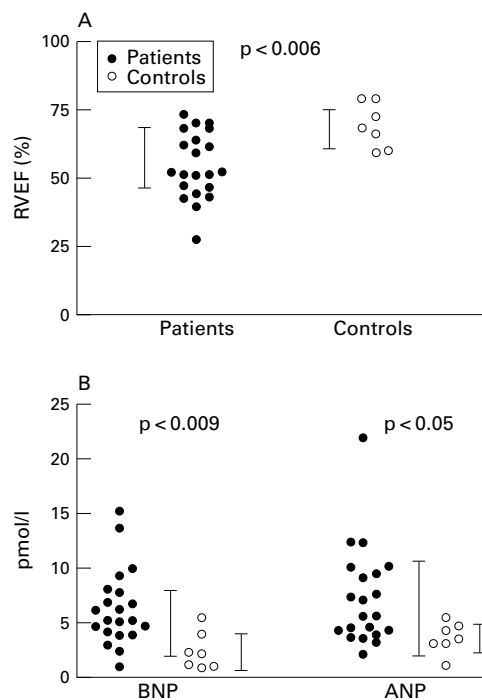 A
100
75
50
25
0
RVEF (%)
Patients
Controls
p < 0.006
Patients
Controls
B
25
20
15
10
5
0
pmol/l
p < 0.009
p < 0.05
BNP
ANP